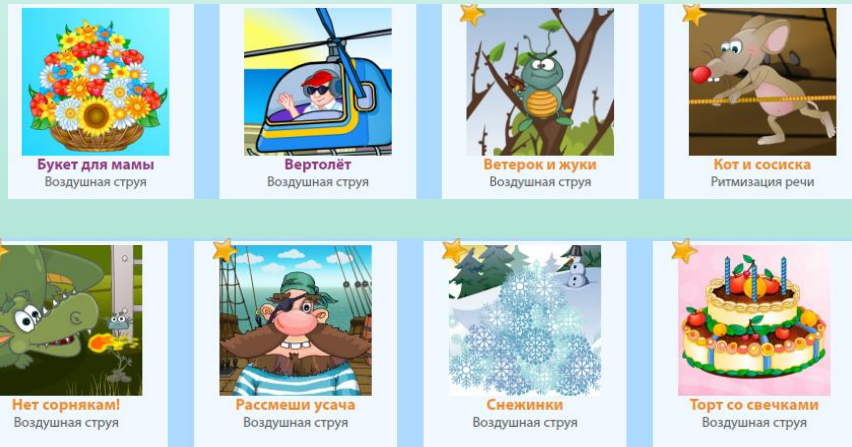 Букет для мамы
Воздушная струя
Вертолёт
Воздушная струя
Ветерок и жуки
Воздушная струя
Кот и сосиска
Ритмизация речи
Нет сорнякам!
Воздушная струя
Рассмеши усача
Воздушная струя
Снежинки
Воздушная струя
Торт со свечками
Воздушная струя